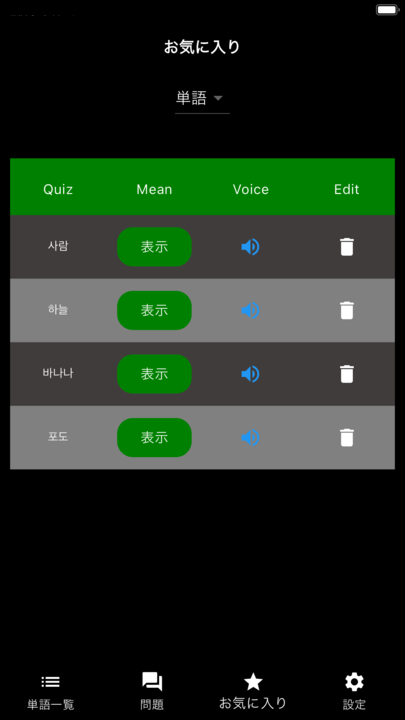 お気に入り
単語
Quiz Mean Voice Edit
사람 表示
하늘 表示
바나나 表示
포도 表示
単語一覧 問題 お気に入り 設定